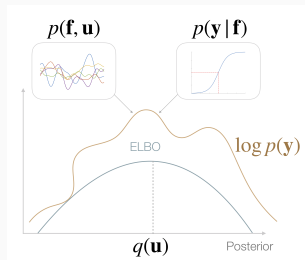 p(f, u)
p(y | f)
ELBO
log p(y)
q(u)
Posterior